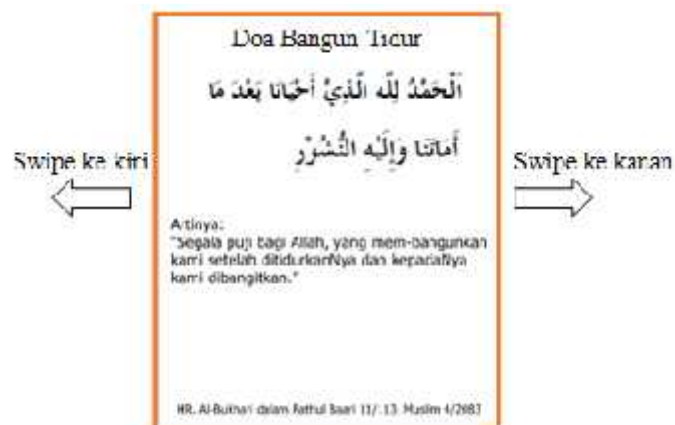 Doa Bangun Tidur
اَلْحَمْدُ لِلَّهِ الَّذِيْ أَحْيَانَا بَعْدَ مَا
أَمَاتَنَا وَإِلَيْهِ النُّشُوْرِ
Swipe ke kiri
Swipe ke kanan
Artinya:
"Segala puji bagi Allah, yang mem-bangunkan
kami setelah ditidurkanNya dan kepadaNya
kami dibangitkan."
HR. Al-Bukhari dalam Fathul Baari 11/ 13 Muslim 4/2083